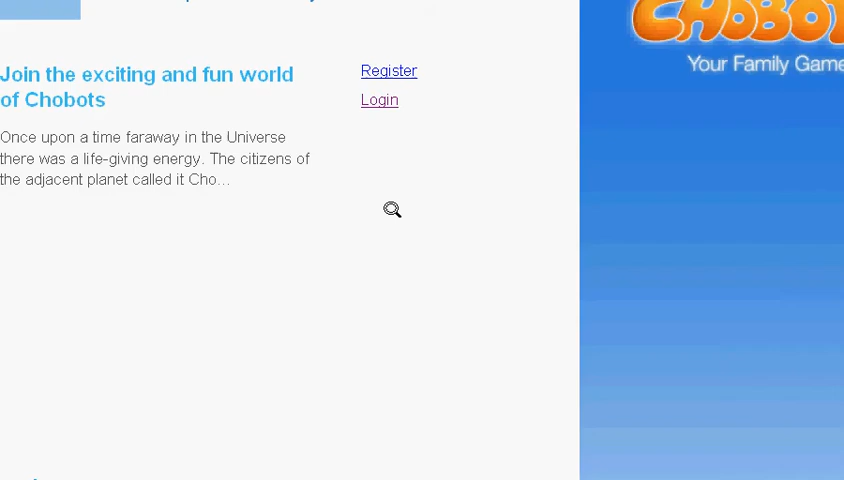 CHOBOT
Your Family Game
Join the exciting and fun world
of Chobots
Register
Login
Once upon a time faraway in the Universe
there was a life-giving energy. The citizens of
the adjacent planet called it Cho...